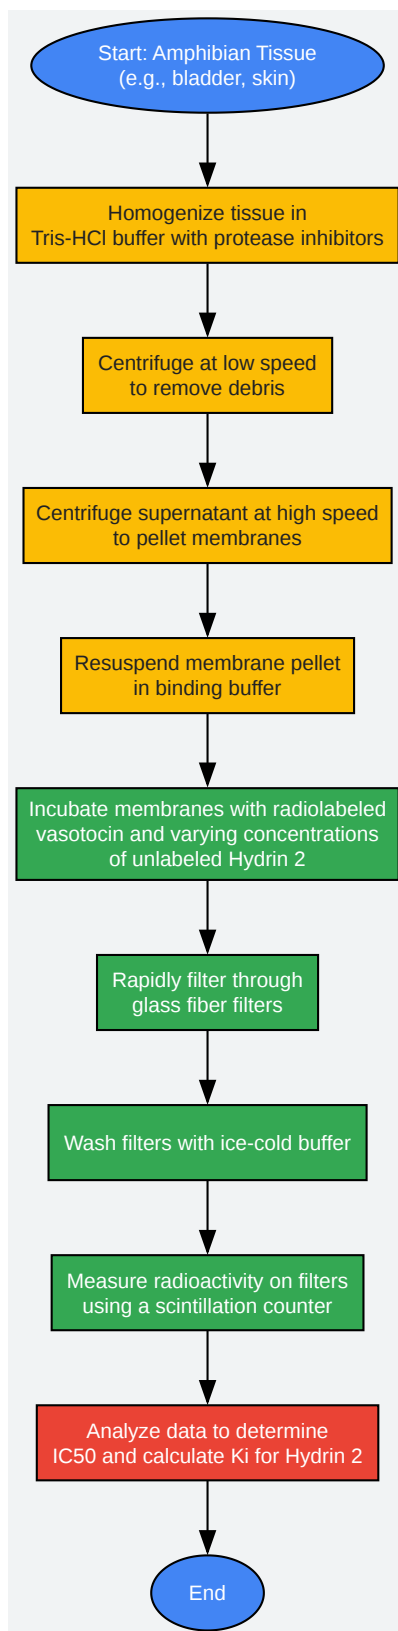 Start: Amphibian Tissue
(e.g., bladder, skin)
Homogenize tissue in
Tris-HCl buffer with protease inhibitors
Centrifuge at low speed
to remove debris
Centrifuge supernatant at high speed
to pellet membranes
Resuspend membrane pellet
in binding buffer
Incubate membranes with radiolabeled
vasotocin and varying concentrations
of unlabeled Hydrin 2
Rapidly filter through
glass fiber filters
Wash filters with ice-cold buffer
Measure radioactivity on filters
using a scintillation counter
Analyze data to determine
IC50 and calculate Ki for Hydrin 2
End